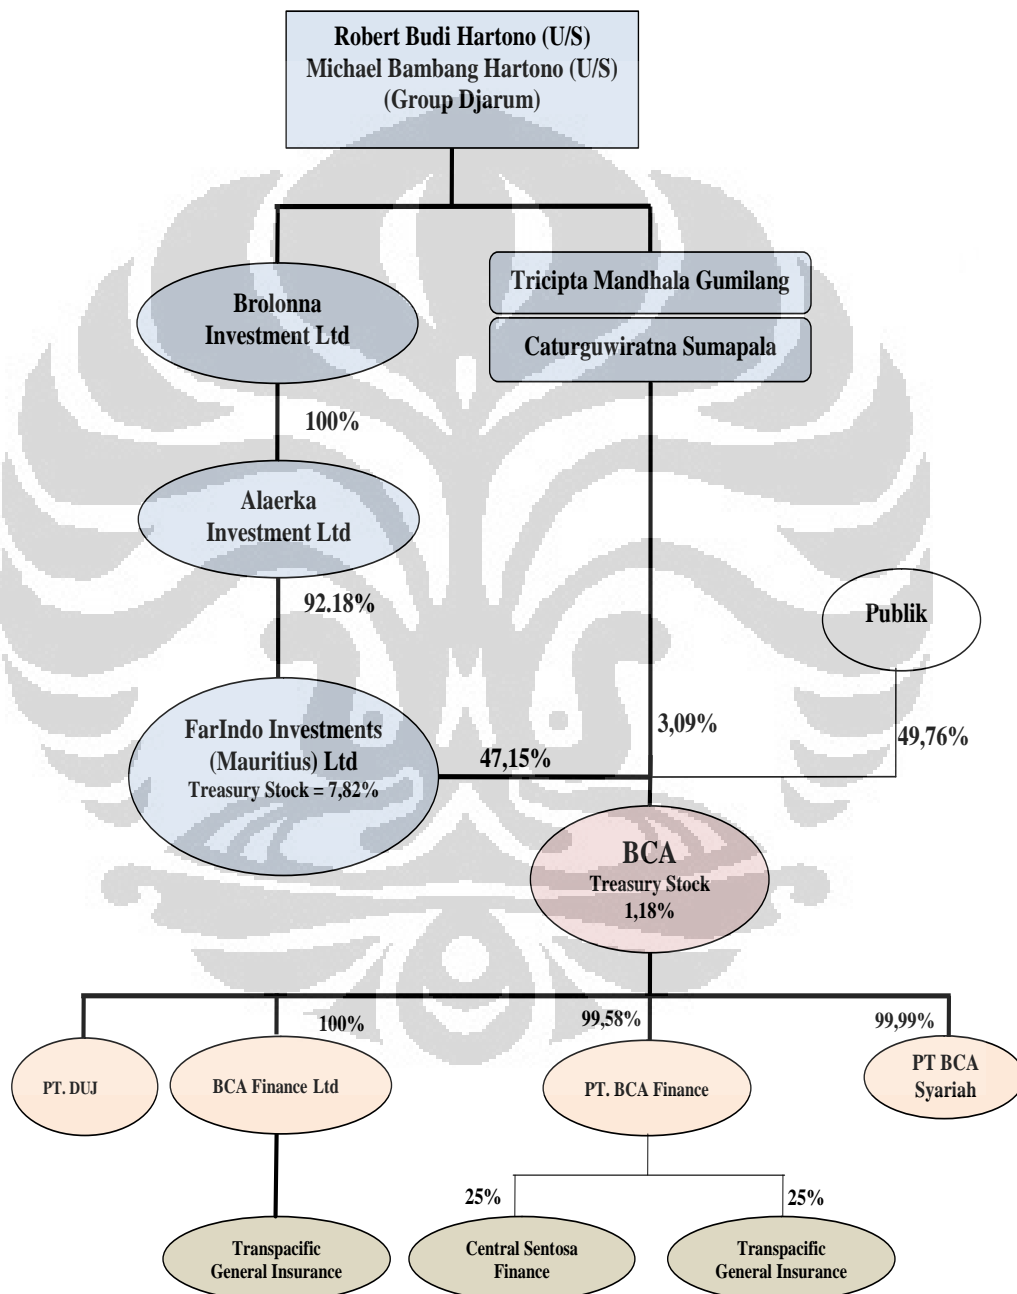 Robert Budi Hartono (U/S)
Michael Bambang Hartono (U/S)
(Group Djarum)
Brolonna
Investment Ltd
Tricipta Mandhala Gumilang
Caturguwiratna Sumapala
100%
Alaerka
Investment Ltd
92.18%
Publik
FarIndo Investments
(Mauritius) Ltd
Treasury Stock = 7,82%
47,15%
3,09%
49,76%
BCA
Treasury Stock
1,18%
100%
99,58%
99,99%
PT. DUJ
BCA Finance Ltd
PT. BCA Finance
PT BCA
Syariah
25%
25%
Transpacific
General Insurance
Central Sentosa
Finance
Transpacific
General Insurance